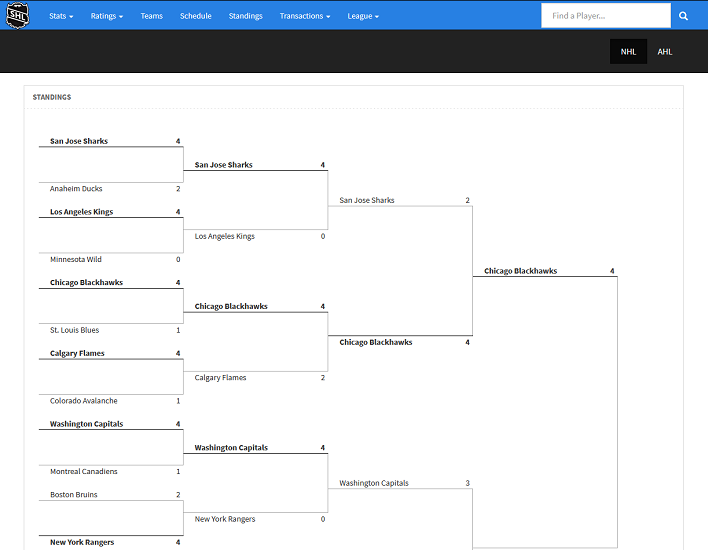 SHL
Stats Ratings Teams Schedule Standings Transactions League Find a Player...
NHL AHL
STANDINGS
San Jose Sharks 4
San Jose Sharks 4
Anaheim Ducks 2
San Jose Sharks 2
Los Angeles Kings 4
Los Angeles Kings 0
Minnesota Wild 0
Chicago Blackhawks 4
Chicago Blackhawks 4
Chicago Blackhawks 4
St. Louis Blues 1
Chicago Blackhawks 4
Calgary Flames 4
Calgary Flames 2
Colorado Avalanche 1
Washington Capitals 4
Washington Capitals 4
Montreal Canadiens 1
Washington Capitals 3
Boston Bruins 2
New York Rangers 0
New York Rangers 4